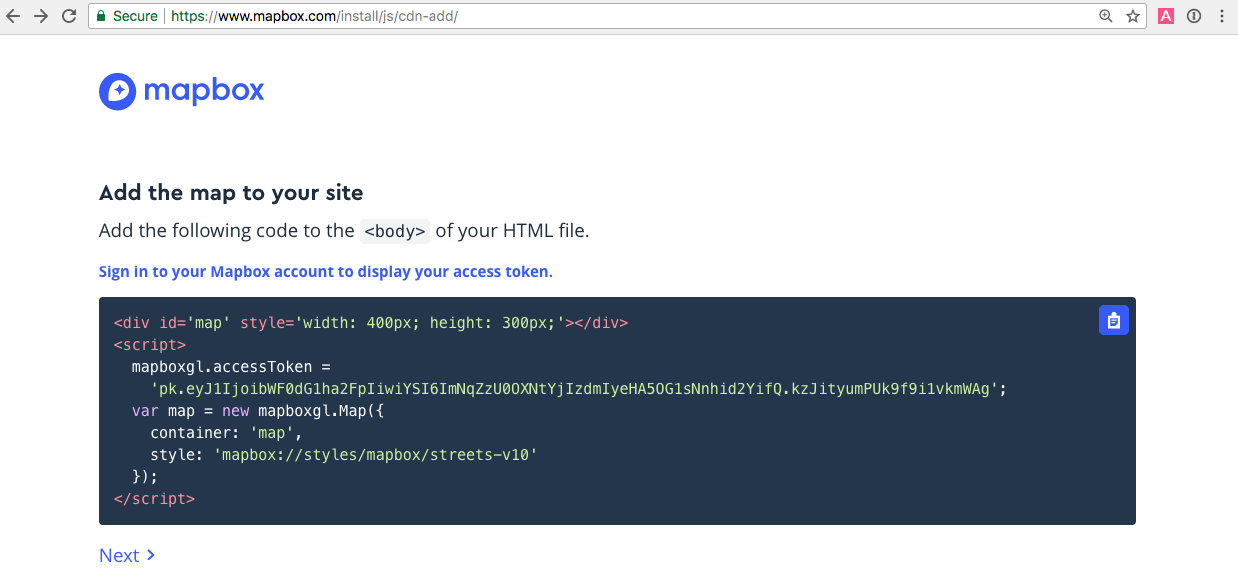 Secure https://www.mapbox.com/install/js/cdn-add/
A
mapbox
Add the map to your site
Add the following code to the <body> of your HTML file.
Sign in to your Mapbox account to display your access token.
<div id='map' style='width: 400px; height: 300px;'></div>
<script>
mapboxgl.accessToken =
'pk.eyJ1IjoibWF0dG1ha2FpIiwiYSI6ImNqZzU0OXNtYjIzdmIyeHA5OG1sNnhid2YifQ.kzJityumPUk9f9i1vkmWAg';
var map = new mapboxgl.Map({
container: 'map',
style: 'mapbox://styles/mapbox/streets-v10'
});
</script>
Next